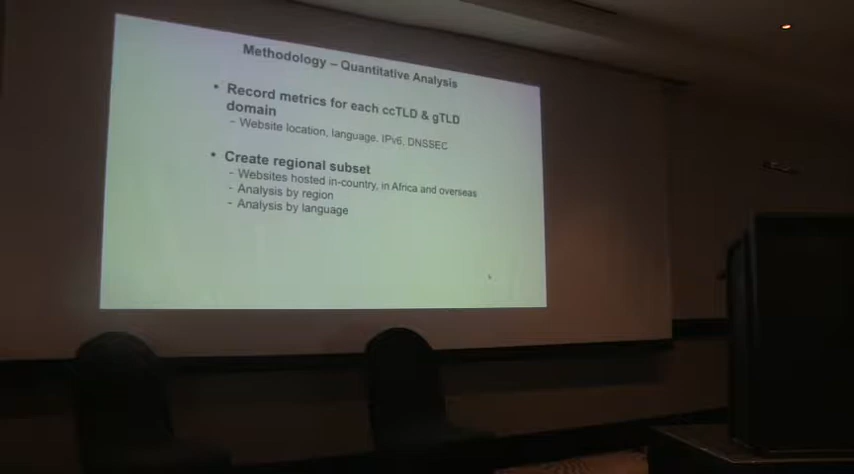 Methodology – Quantitative Analysis
• Record metrics for each ccTLD & gTLD
domain
- Website location, language, IPv6, DNSSEC
• Create regional subset
- Websites hosted in-country, in Africa and overseas
- Analysis by region
- Analysis by language